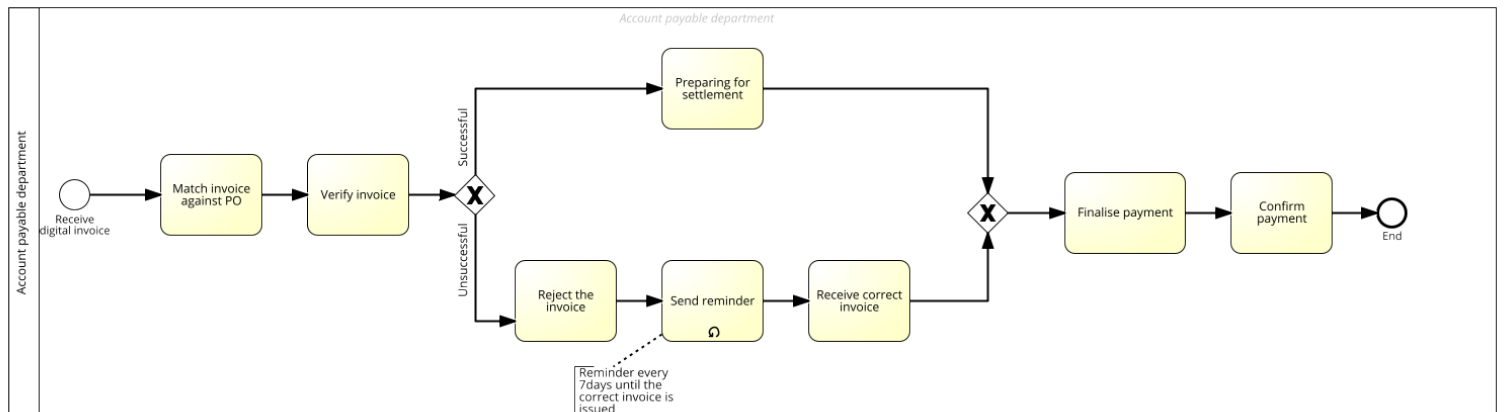 Account payable department
Account payable department
Receive
digital invoice
Match invoice
against PO
Verify invoice
Successful
Unsuccessful
Preparing for
settlement
Reject the
invoice
Send reminder
Reminder every
7days until the
correct invoice is
issued
Receive correct
invoice
Finalise payment
Confirm
payment
End